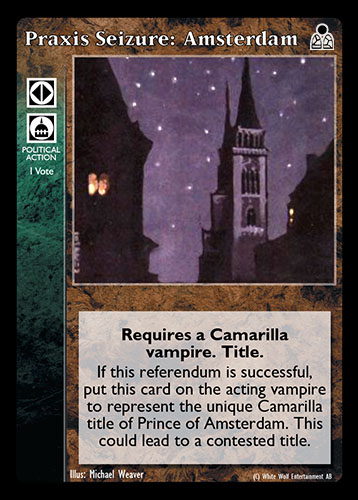 Praxis Seizure: Amsterdam
POLITICAL
ACTION
1 Vote
Requires a Camarilla
vampire. Title.
If this referendum is successful,
put this card on the acting vampire
to represent the unique Camarilla
title of Prince of Amsterdam. This
could lead to a contested title.
Illus: Michael Weaver
(C) White Wolf Entertainment AB